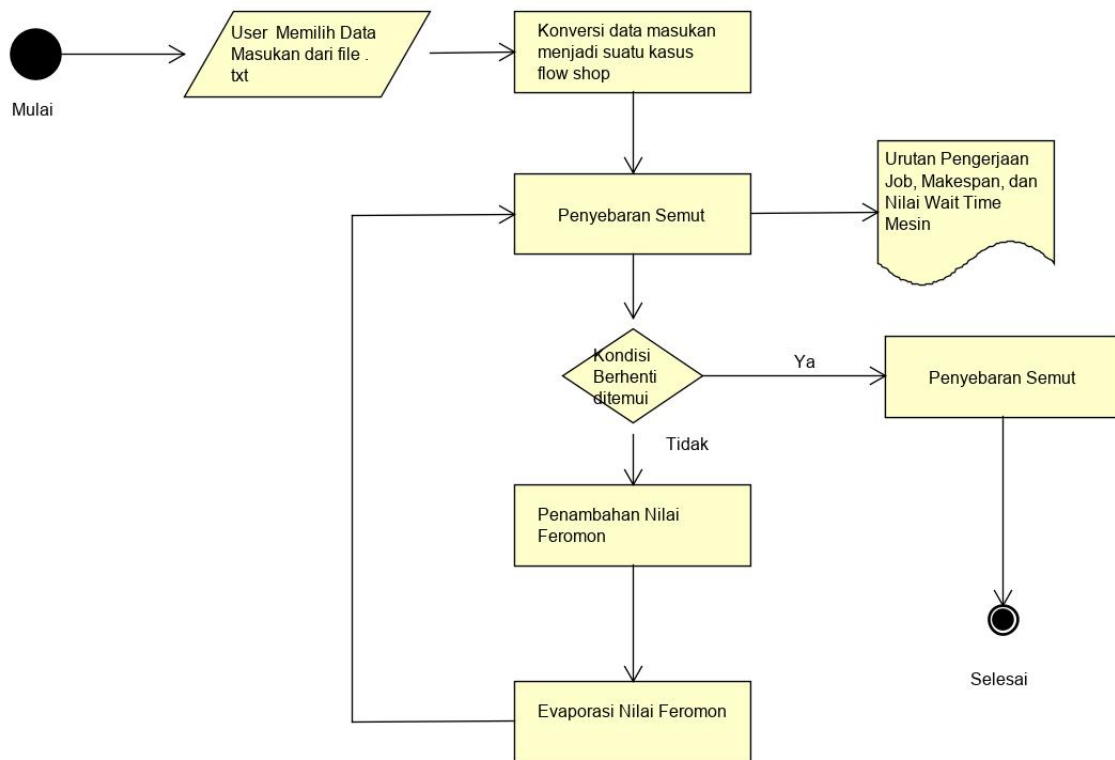 Mulai
User Memilih Data
Masukan dari file .
txt
Konversi data masukan
menjadi suatu kasus
flow shop
Penyebaran Semut
Urutan Pengerjaan
Job, Makespan, dan
Nilai Wait Time
Mesin
Kondisi
Berhenti
ditemui
Ya
Penyebaran Semut
Tidak
Penambahan Nilai
Feromon
Evaporasi Nilai Feromon
Selesai